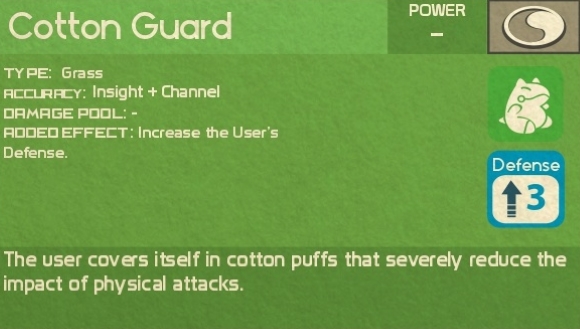 Cotton Guard
POWER
–
TYPE: Grass
ACCURACY: Insight + Channel
DAMAGE POOL: -
ADDED EFFECT: Increase the User's
Defense.
Defense
3
The user covers itself in cotton puffs that severely reduce the
impact of physical attacks.